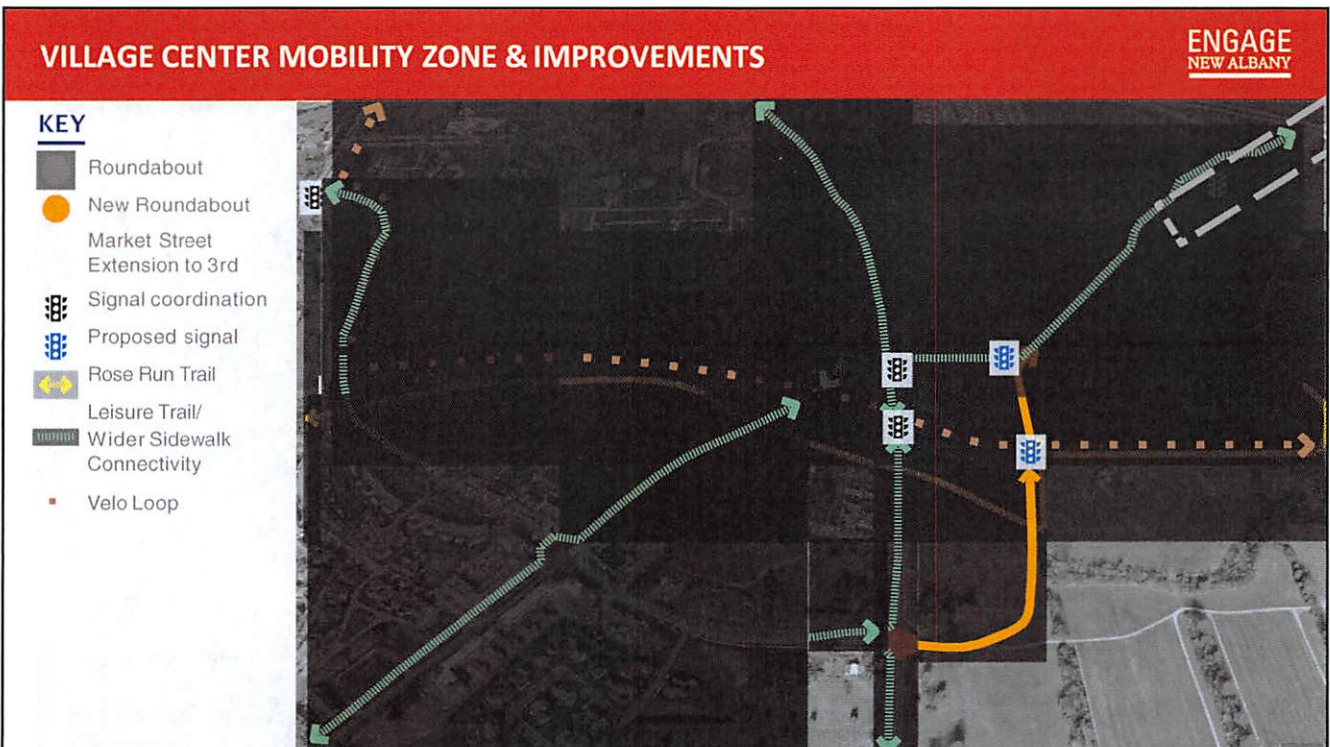 VILLAGE CENTER MOBILITY ZONE & IMPROVEMENTS
ENGAGE
NEW ALBANY
KEY
Roundabout
New Roundabout
Market Street
Extension to 3rd
Signal coordination
Proposed signal
Rose Run Trail
Leisure Trail/
Wider Sidewalk
Connectivity
Velo Loop